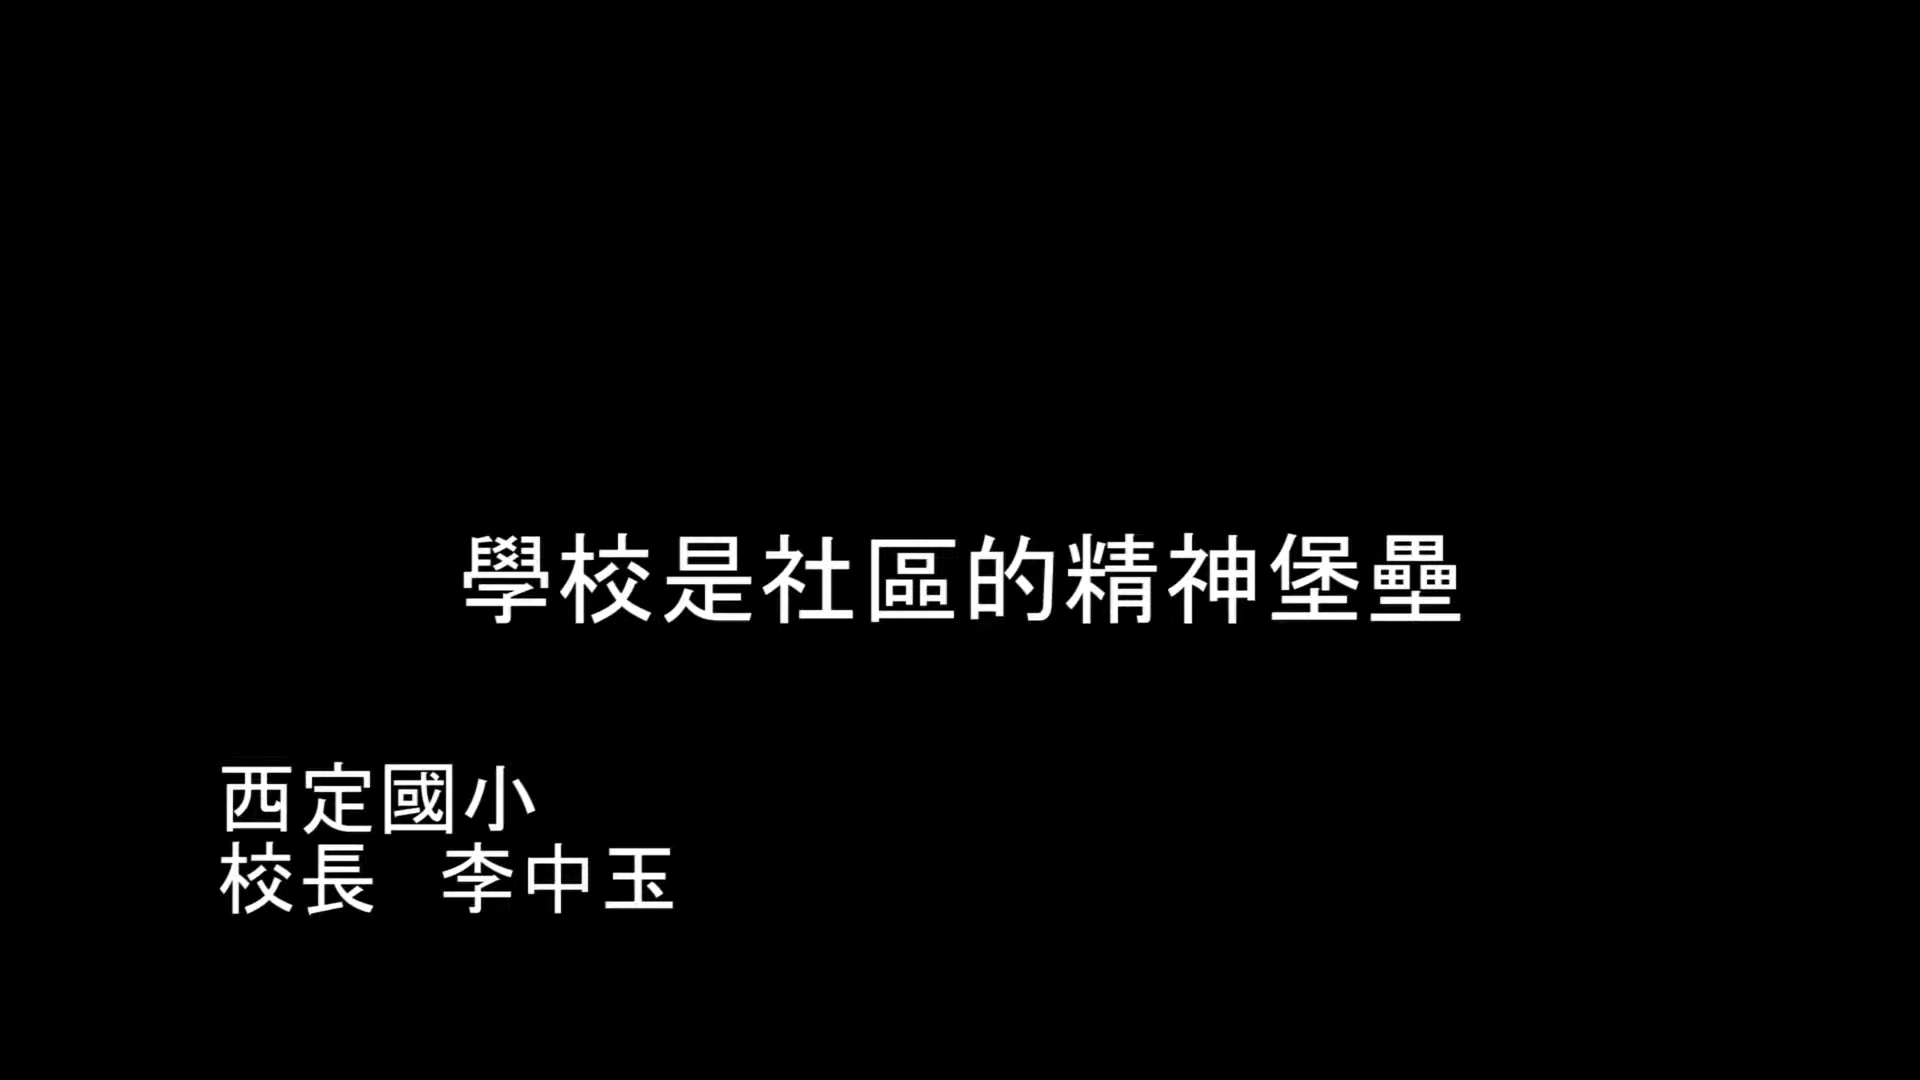 學校是社區的精神堡壘
西定國小
校長 李中玉